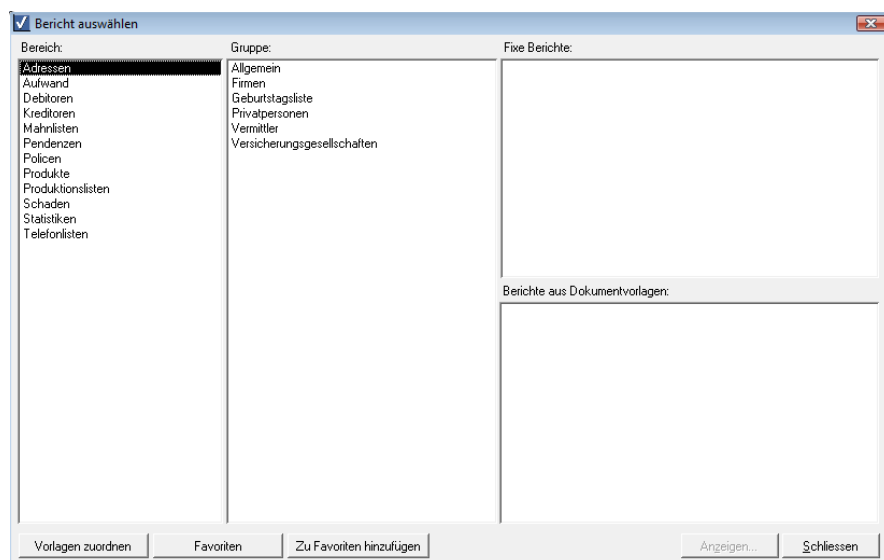 Bericht auswählen
Bereich:
Gruppe:
Fixe Berichte:
Adressen
Aufwand
Debitoren
Kreditoren
Mahnlisten
Pendenzen
Policen
Produkte
Produktionslisten
Schaden
Statistiken
Telefonlisten
Allgemein
Firmen
Geburtstagsliste
Privatpersonen
Vermittler
Versicherungsgesellschaften
Berichte aus Dokumentvorlagen:
Vorlagen zuordnen
Favoriten
Zu Favoriten hinzufügen
Anzeigen...
Schliessen